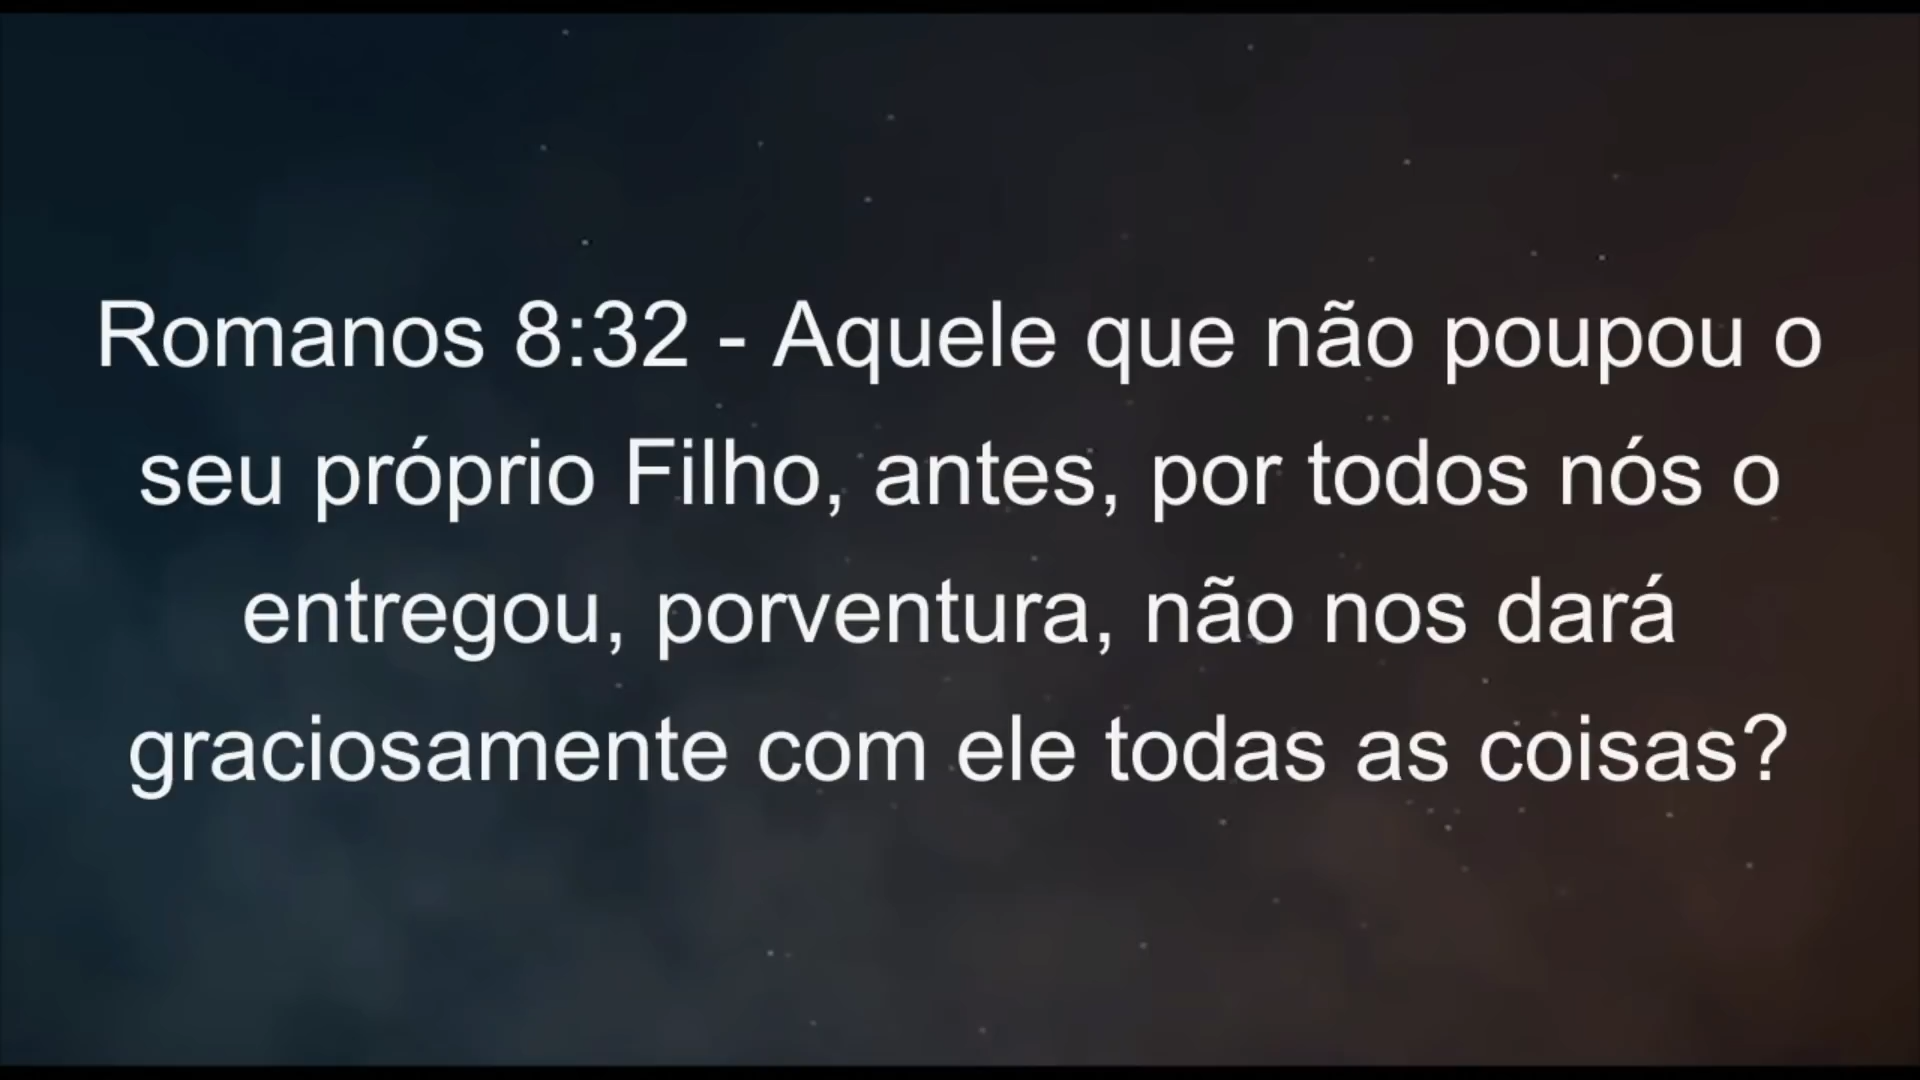 Romanos 8:32 - Aquele que não poupou o
seu próprio Filho, antes, por todos nós o
entregou, porventura, não nos dará
graciosamente com ele todas as coisas?